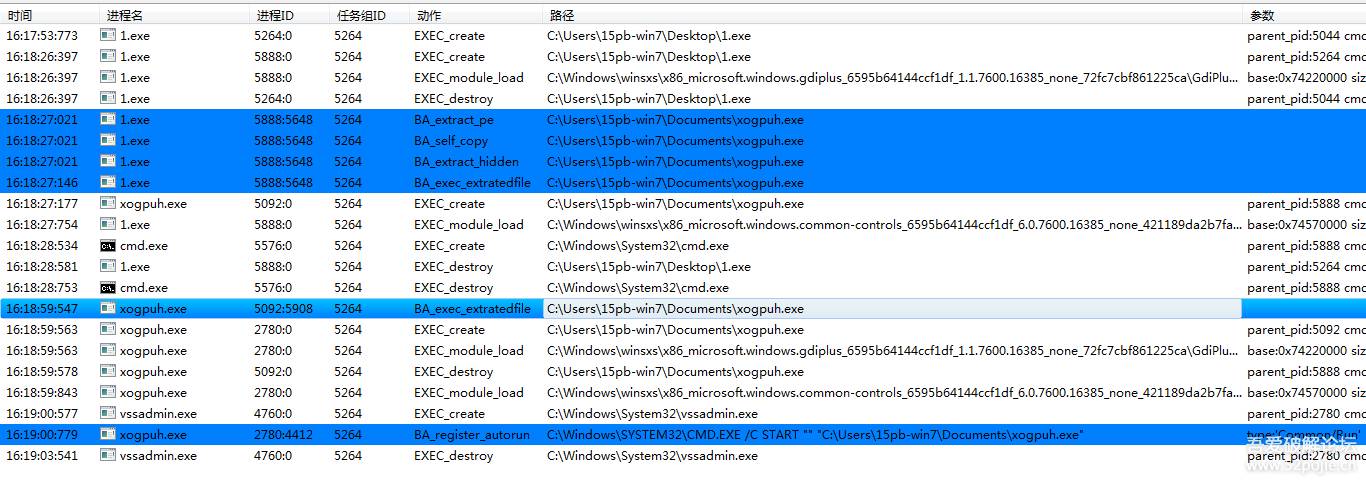 时间 进程名 进程ID 任务组ID 动作 路径 参数
16:17:53:773 1.exe 5264:0 5264 EXEC_create C:\Users\15pb-win7\Desktop\1.exe parent_pid:5044 cmc
16:18:26:397 1.exe 5888:0 5264 EXEC_create C:\Users\15pb-win7\Desktop\1.exe parent_pid:5264 cmc
16:18:26:397 1.exe 5888:0 5264 EXEC_module_load C:\Windows\winsxs\x86_microsoft.windows.gdiplus_6595b64144ccf1df_1.1.7600.16385_none_72fc7cbf861225ca\GdiPlu... base:0x74220000 siz
16:18:26:397 1.exe 5264:0 5264 EXEC_destroy C:\Users\15pb-win7\Desktop\1.exe parent_pid:5044 cmc
16:18:27:021 1.exe 5888:5648 5264 BA_extract_pe C:\Users\15pb-win7\Documents\xogpuh.exe
16:18:27:021 1.exe 5888:5648 5264 BA_self_copy C:\Users\15pb-win7\Documents\xogpuh.exe
16:18:27:021 1.exe 5888:5648 5264 BA_extract_hidden C:\Users\15pb-win7\Documents\xogpuh.exe
16:18:27:146 1.exe 5888:5648 5264 BA_exec_extratedfile C:\Users\15pb-win7\Documents\xogpuh.exe
16:18:27:177 xogpuh.exe 5092:0 5264 EXEC_create C:\Users\15pb-win7\Documents\xogpuh.exe parent_pid:5888 cmc
16:18:27:754 1.exe 5888:0 5264 EXEC_module_load C:\Windows\winsxs\x86_microsoft.windows.common-controls_6595b64144ccf1df_6.0.7600.16385_none_421189da2b7fa... base:0x74570000 siz
16:18:28:534 cmd.exe 5576:0 5264 EXEC_create C:\Windows\System32\cmd.exe parent_pid:5888 cmc
16:18:28:581 1.exe 5888:0 5264 EXEC_destroy C:\Users\15pb-win7\Desktop\1.exe parent_pid:5264 cmc
16:18:28:753 cmd.exe 5576:0 5264 EXEC_destroy C:\Windows\System32\cmd.exe parent_pid:5888 cmc
16:18:59:547 xogpuh.exe 5092:5908 5264 BA_exec_extratedfile C:\Users\15pb-win7\Documents\xogpuh.exe
16:18:59:563 xogpuh.exe 2780:0 5264 EXEC_create C:\Users\15pb-win7\Documents\xogpuh.exe parent_pid:5092 cmc
16:18:59:563 xogpuh.exe 2780:0 5264 EXEC_module_load C:\Windows\winsxs\x86_microsoft.windows.gdiplus_6595b64144ccf1df_1.1.7600.16385_none_72fc7cbf861225ca\GdiPlu... base:0x74220000 siz
16:18:59:578 xogpuh.exe 5092:0 5264 EXEC_destroy C:\Users\15pb-win7\Documents\xogpuh.exe parent_pid:5888 cmc
16:18:59:843 xogpuh.exe 2780:0 5264 EXEC_module_load C:\Windows\winsxs\x86_microsoft.windows.common-controls_6595b64144ccf1df_6.0.7600.16385_none_421189da2b7fa... base:0x74570000 siz
16:19:00:577 vssadmin.exe 4760:0 5264 EXEC_create C:\Windows\System32\vssadmin.exe parent_pid:2780 cmc
16:19:00:779 xogpuh.exe 2780:4412 5264 BA_register_autorun C:\Windows\SYSTEM32\CMD.EXE /C START "" "C:\Users\15pb-win7\Documents\xogpuh.exe" type:'Common/Run'
16:19:03:541 vssadmin.exe 4760:0 5264 EXEC_destroy C:\Windows\System32\vssadmin.exe parent_pid:2780 cmc
吾爱破解论坛
www.52pojie.cn